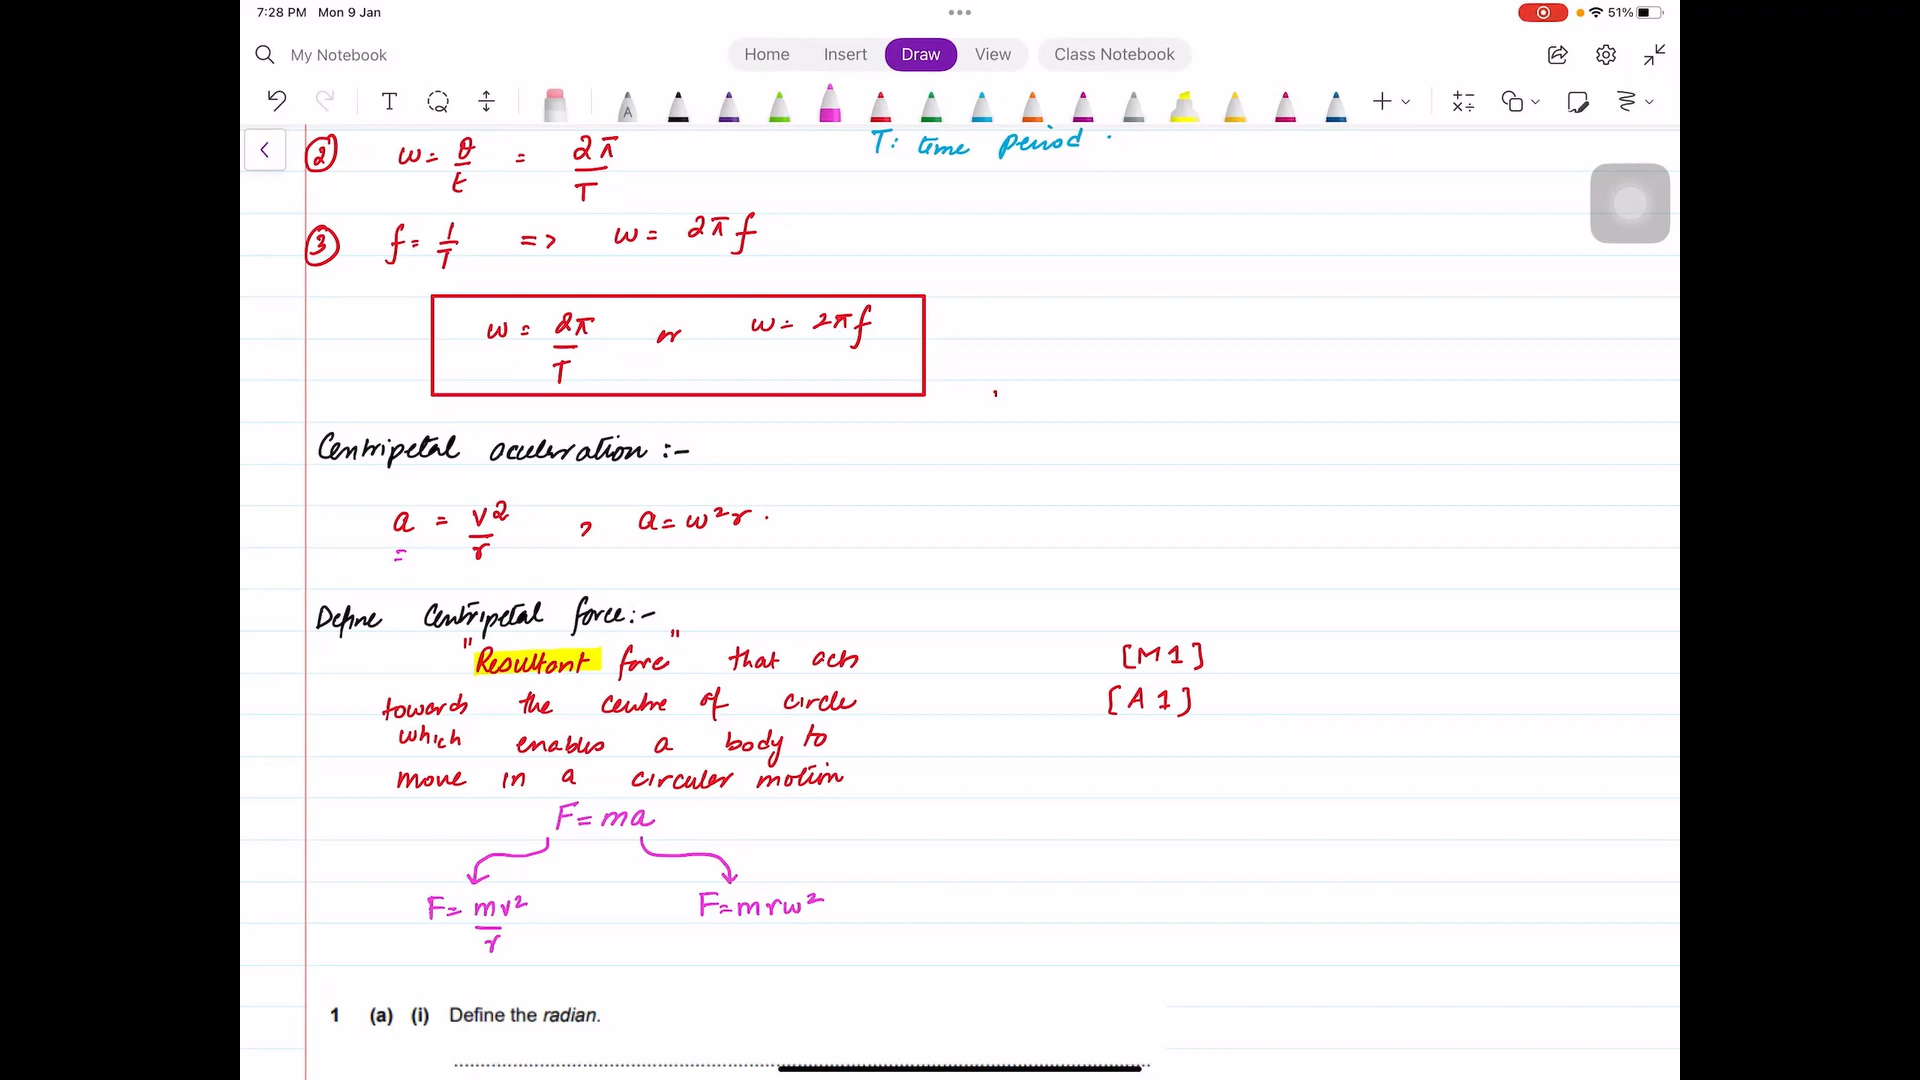 7:28 PM Mon 9 Jan
51%
My Notebook
Home Insert Draw View Class Notebook
T: time period .
② ω = θ/t = 2π/T
③ f = 1/T => ω = 2πf
ω = 2π/T or ω = 2πf
Centripetal acceleration :-
a = v2/r , a = ω²r .
Define Centripetal force:-
"Resultant force" that acts [M1]
towards the centre of circle [A1]
which enables a body to
move in a circular motion
F = ma
F = mv²/r F = mrω²
1 (a) (i) Define the radian.